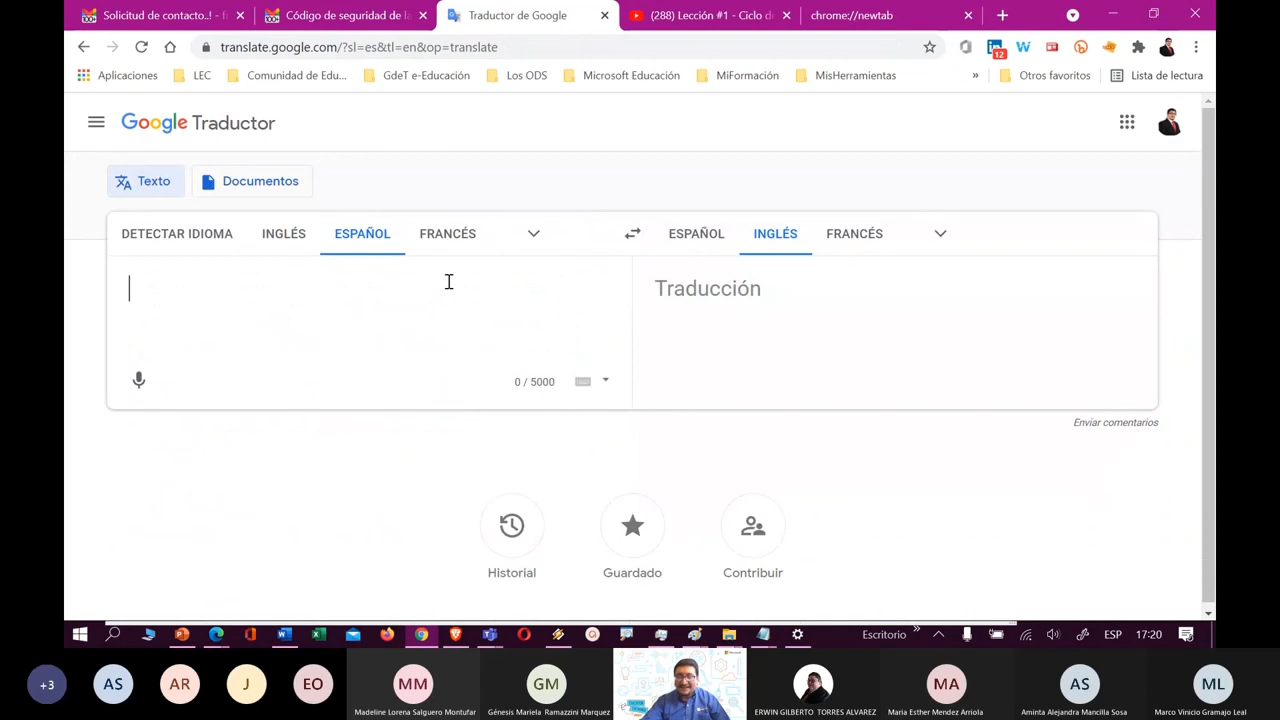 Solicitud de contacto..! - f
Código de seguridad de la
Traductor de Google
(288) Lección #1 - Ciclo de
chrome://newtab
translate.google.com/?sl=es&tl=en&op=translate
12
Aplicaciones
LEC
Comunidad de Edu...
GdeT e-Educación
Los ODS
Microsoft Educación
MiFormación
MisHerramientas
»
Otros favoritos
Lista de lectura
Google Traductor
Texto
Documentos
DETECTAR IDIOMA
INGLÉS
ESPAÑOL
FRANCÉS
ESPAÑOL
INGLÉS
FRANCÉS
Traducción
0 / 5000
Enviar comentarios
Historial
Guardado
Contribuir
Escritorio
»
ESP
17:20
+3
AS
AR
J
EO
MM
Madeline Lorena Salguero Montufar
GM
Génesis Mariela Ramazzini Marquez
ERWIN GILBERTO TORRES ALVAREZ
MA
Maria Esther Mendez Arriola
AS
Aminta Alejandra Mancilla Sosa
ML
Marco Vinicio Gramajo Leal